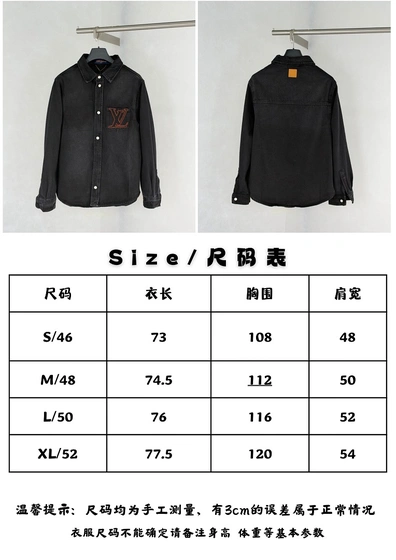 Size/尺码表
尺码 衣长 胸围 肩宽
S/46 73 108 48
M/48 74.5 112 50
L/50 76 116 52
XL/52 77.5 120 54
温馨提示: 尺码均为手工测量、有3cm的误差属于正常情况
衣服尺码不能确定请备注身高 体重等基本参数